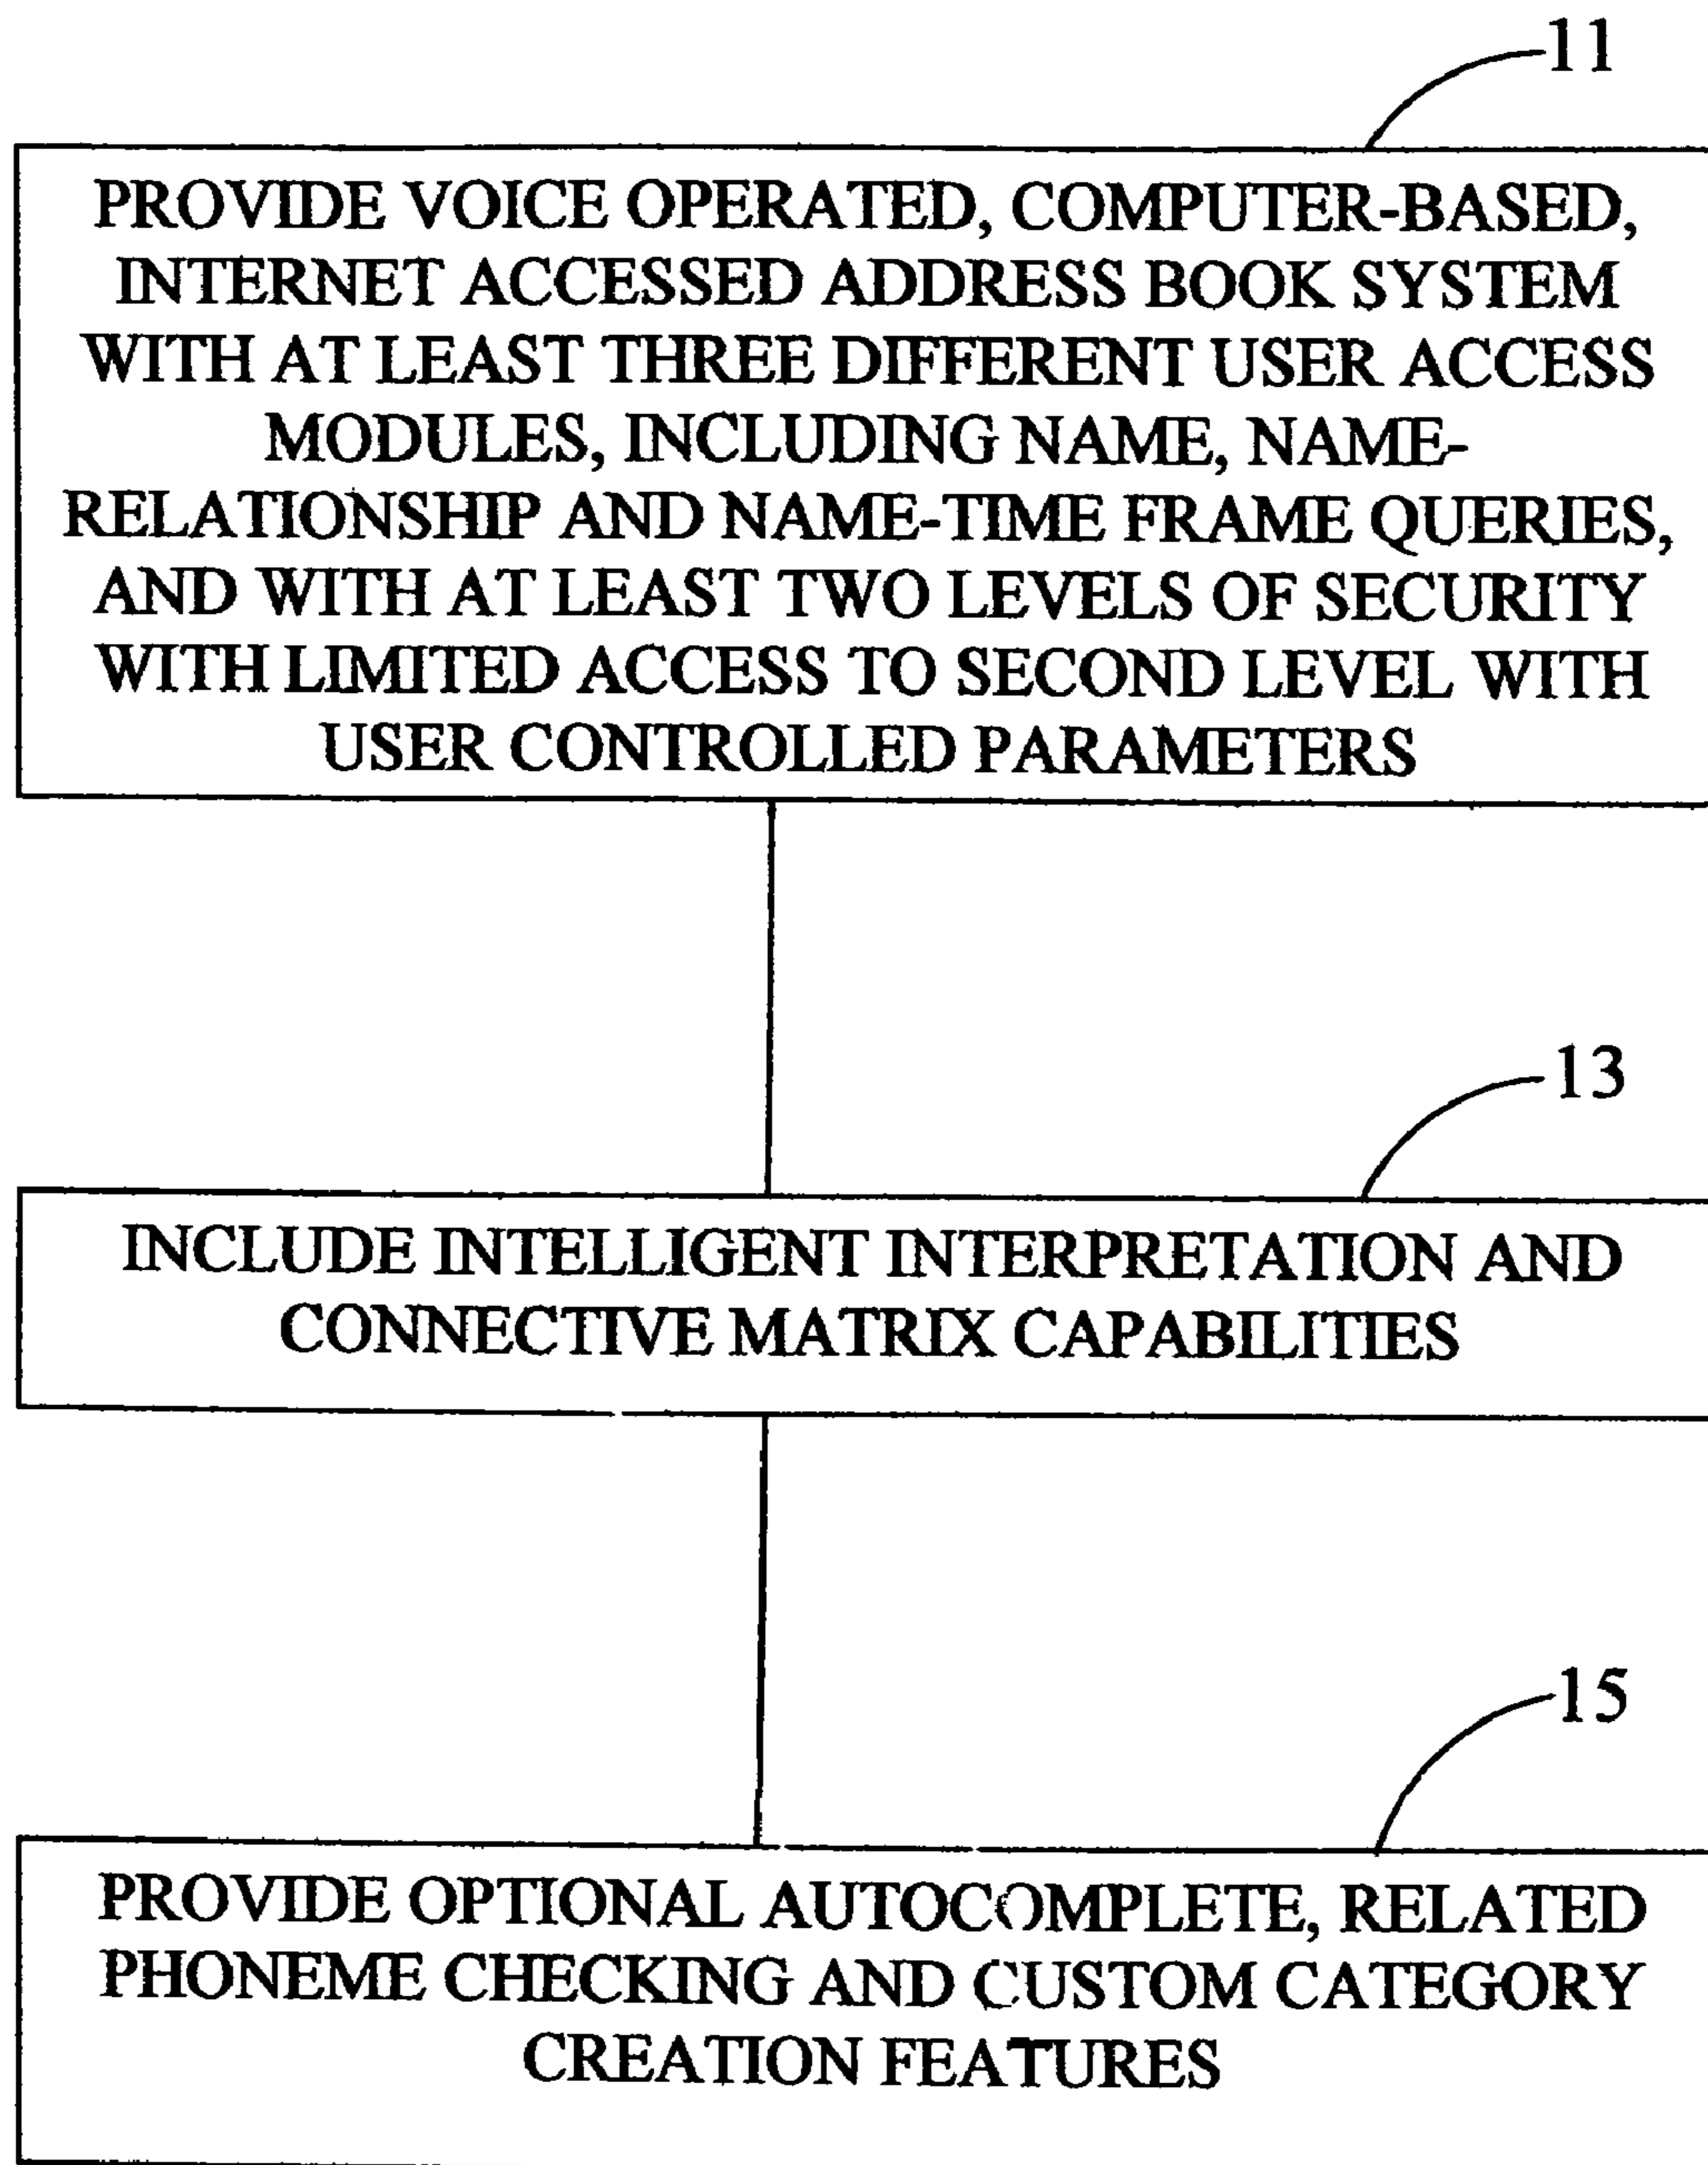 11
PROVIDE VOICE OPERATED, COMPUTER-BASED,
INTERNET ACCESSED ADDRESS BOOK SYSTEM
WITH AT LEAST THREE DIFFERENT USER ACCESS
MODULES, INCLUDING NAME, NAME-
RELATIONSHIP AND NAME-TIME FRAME QUERIES,
AND WITH AT LEAST TWO LEVELS OF SECURITY
WITH LIMITED ACCESS TO SECOND LEVEL WITH
USER CONTROLLED PARAMETERS
13
INCLUDE INTELLIGENT INTERPRETATION AND
CONNECTIVE MATRIX CAPABILITIES
15
PROVIDE OPTIONAL AUTOCOMPLETE, RELATED
PHONEME CHECKING AND CUSTOM CATEGORY
CREATION FEATURES